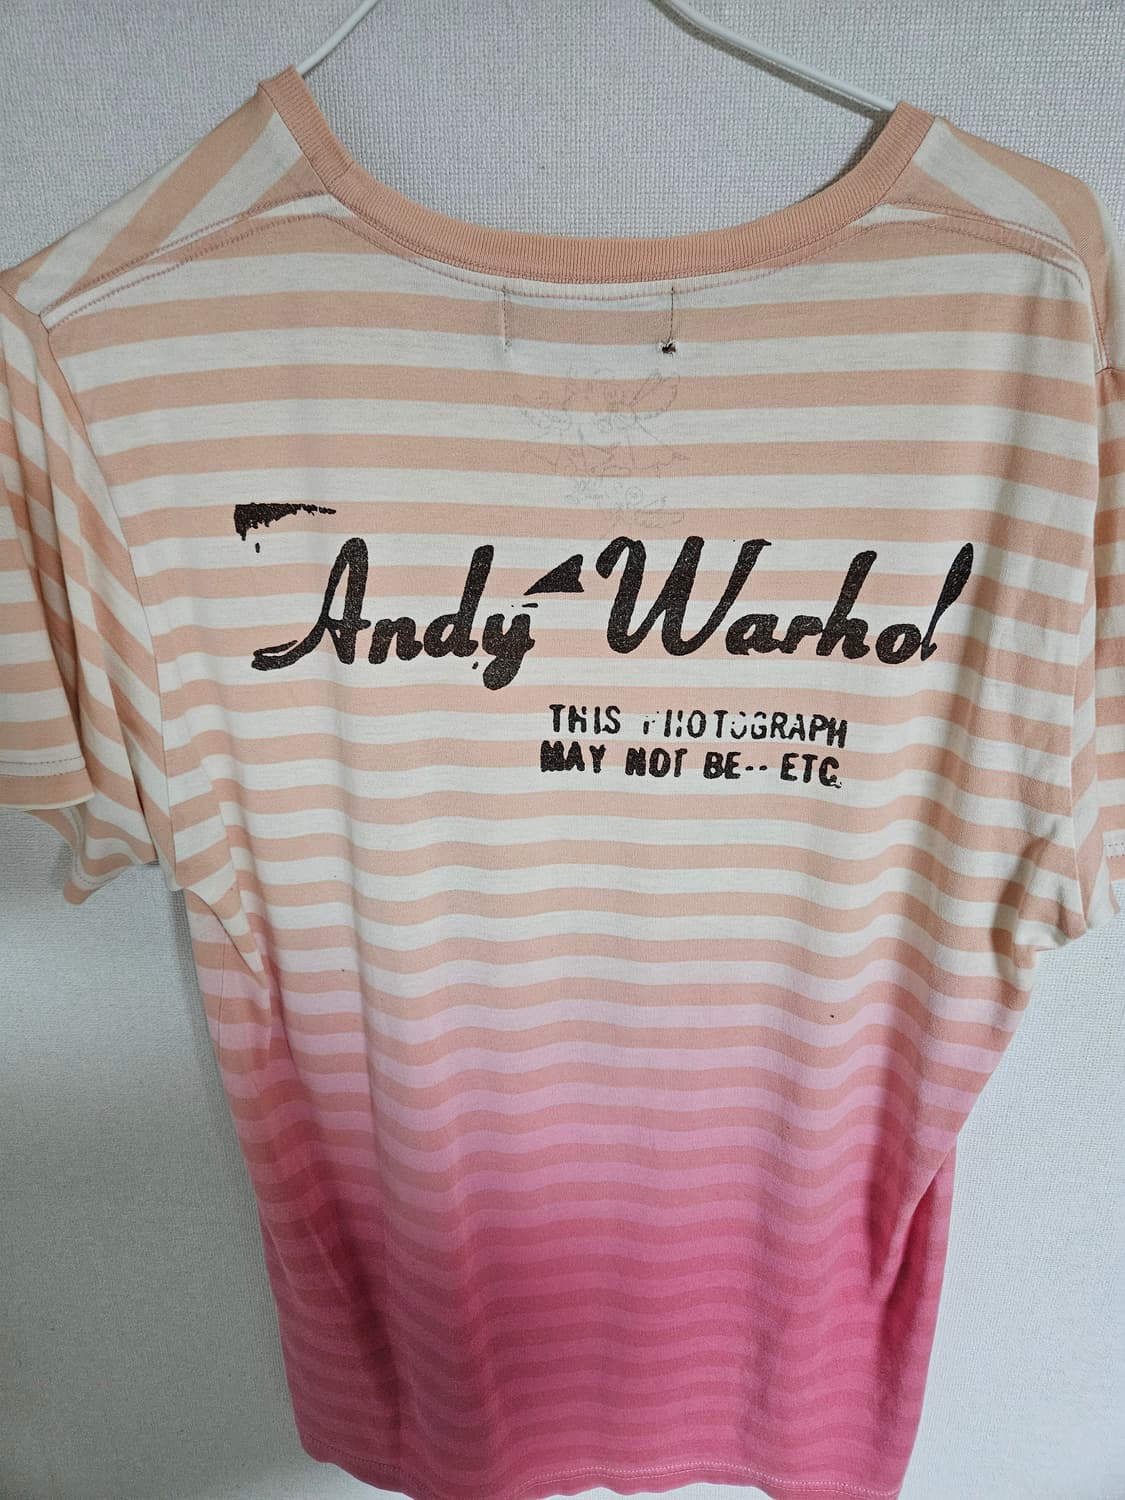 Andy Warhol
THIS PHOTOGRAPH
MAY NOT BE-- ETC.